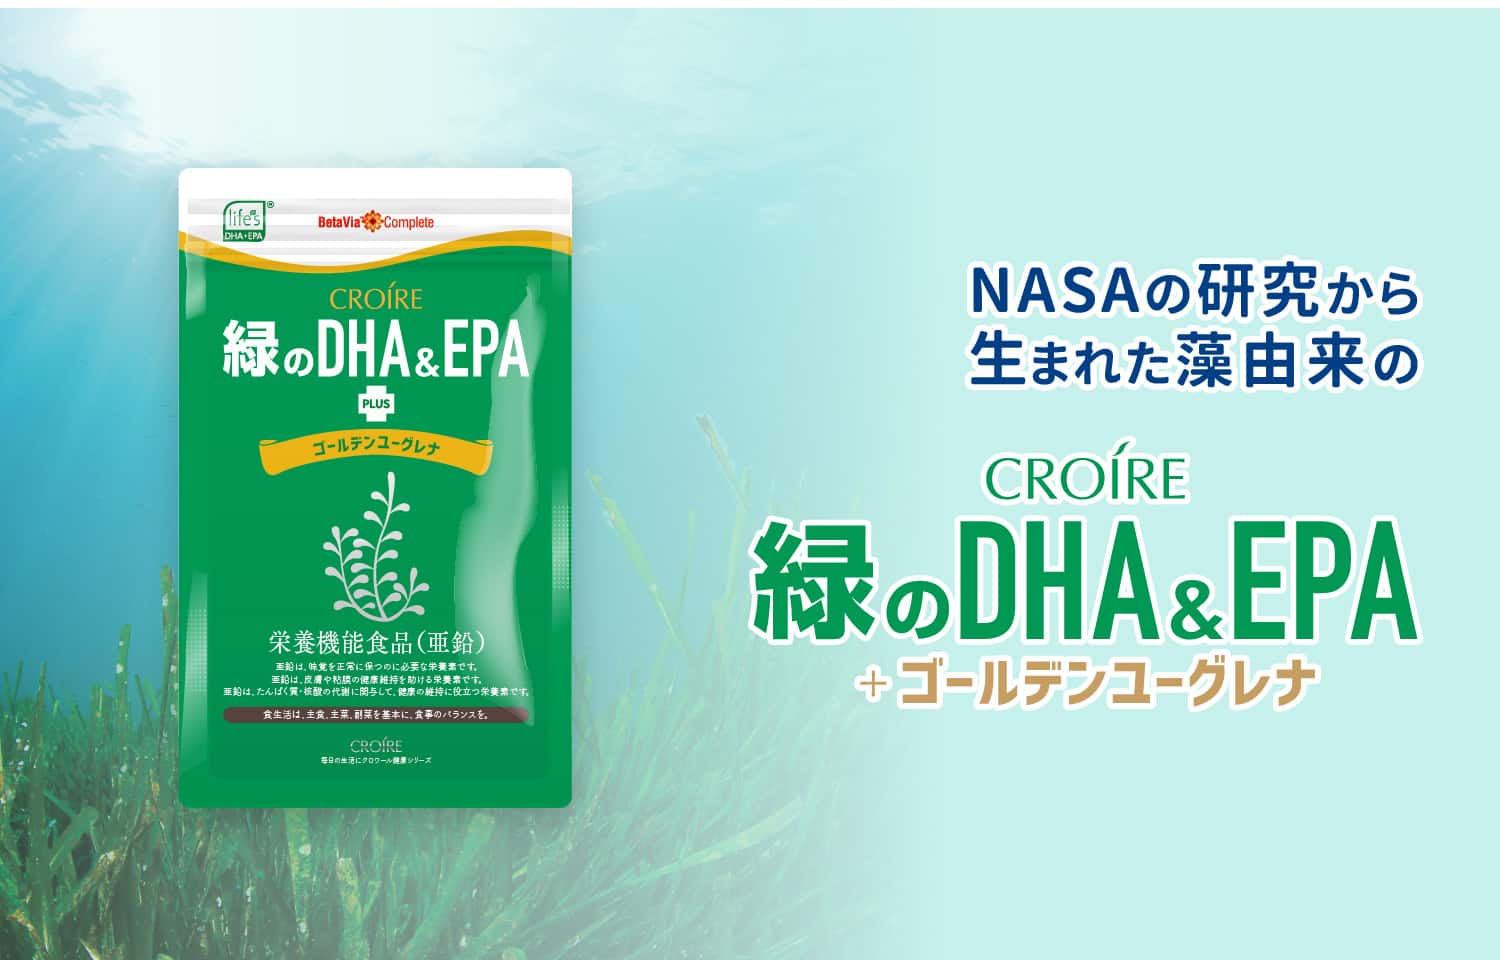 life's®
DHA・EPA
BetaVia Complete
CROÍRE
緑のDHA&EPA
PLUS
ゴールデンユーグレナ
栄養機能食品(亜鉛)
亜鉛は、味覚を正常に保つのに必要な栄養素です。
亜鉛は、皮膚や粘膜の健康維持を助ける栄養素です。
亜鉛は、たんぱく質・核酸の代謝に関与して、健康の維持に役立つ栄養素です。
食生活は、主食、主菜、副菜を基本に、食事のバランスを。
CROÍRE
毎日の生活にクロワール健康シリーズ
NASAの研究から
生まれた藻由来の
CROÍRE
緑のDHA&EPA
+ゴールデンユーグレナ